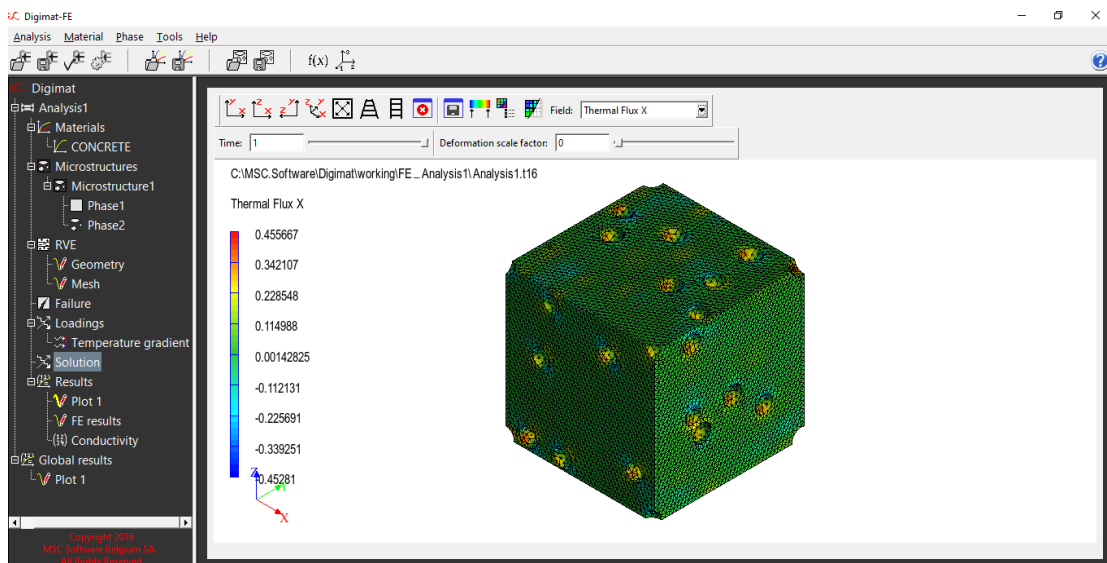 Digimat-FE
Analysis Material Phase Tools Help
f(x)
Digimat
Analysis1
Materials
CONCRETE
Microstructures
Microstructure1
Phase1
Phase2
RVE
Geometry
Mesh
Failure
Loadings
Temperature gradient
Solution
Results
Plot 1
FE results
Conductivity
Global results
Plot 1
Copyright 2016
MSC Software Belgium SA.
All Rights Reserved
Field: Thermal Flux X
Time: 1 Deformation scale factor: 0
C:\MSC.Software\Digimat\working\FE_Analysis1\Analysis1.t16
Thermal Flux X
0.455667
0.342107
0.228548
0.114988
0.00142825
-0.112131
-0.225691
-0.339251
-0.45281
Z
Y
X